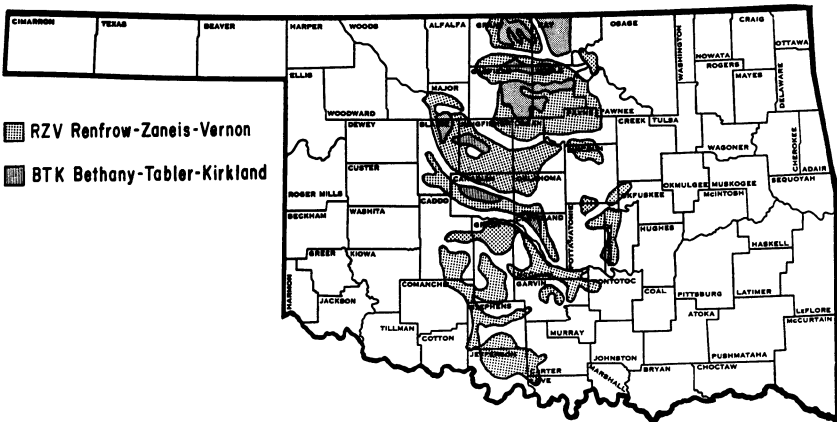 CIMARRON
TEXAS
BEAVER
HARPER
WOODS
ALFALFA
OSAGE
WASHINGTON
NOWATA
CRAIG
OTTAWA
ROGERS
MAYES
DELAWARE
ELLIS
WOODWARD
MAJOR
PAWNEE
RZV Renfrow-Zaneis-Vernon
BTK Bethany-Tabler-Kirkland
DEWEY
CREEK
TULSA
WAGONER
CHEROKEE
ADAIR
CUSTER
ROGER MILLS
OKMULGEE
MUSKOGEE
SEQUOYAH
McINTOSH
CADDO
BECKHAM
WASHITA
POTTAWATOMIE
HUGHES
HASKELL
GREER
KIOWA
HARMON
JACKSON
COMANCHE
GARVIN
COAL
PITTSBURG
LATIMER
LeFLORE
ATOKA
McCURTAIN
TILLMAN
COTTON
MURRAY
JOHNSTON
PUSHMATAHA
CARTER
MARSHALL
BRYAN
CHOCTAW